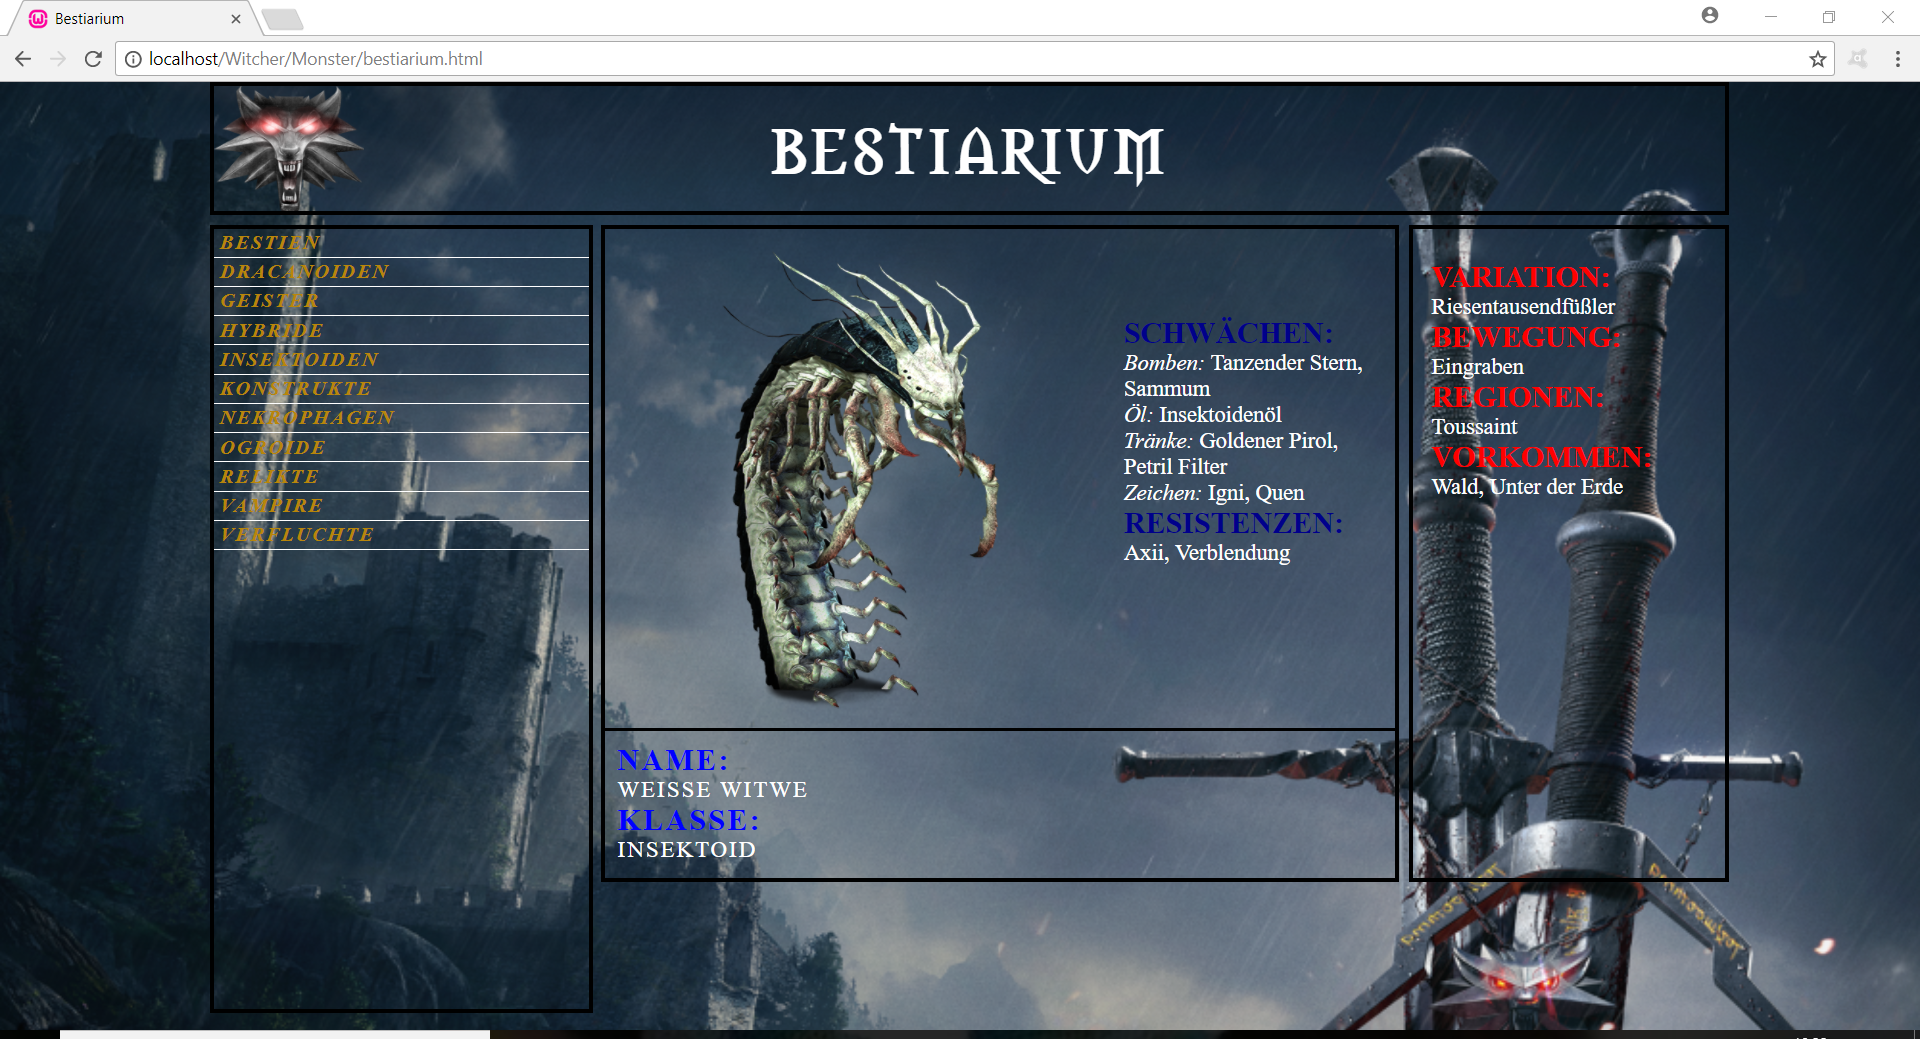 Bestiarium
localhost/Witcher/Monster/bestiarium.html
BESTIARIUM
BESTIEN
DRACANOIDEN
GEISTER
HYBRIDE
INSEKTOIDEN
KONSTRUKTE
NEKROPHAGEN
OGROIDE
RELIKTE
VAMPIRE
VERFLUCHTE
SCHWÄCHEN:
Bomben: Tanzender Stern,
Sammum
Öl: Insektoidenöl
Tränke: Goldener Pirol,
Petril Filter
Zeichen: Igni, Quen
RESISTENZEN:
Axii, Verblendung
NAME:
WEISSE WITWE
KLASSE:
INSEKTOID
VARIATION:
Riesentausendfüßler
BEWEGUNG:
Eingraben
REGIONEN:
Toussaint
VORKOMMEN:
Wald, Unter der Erde